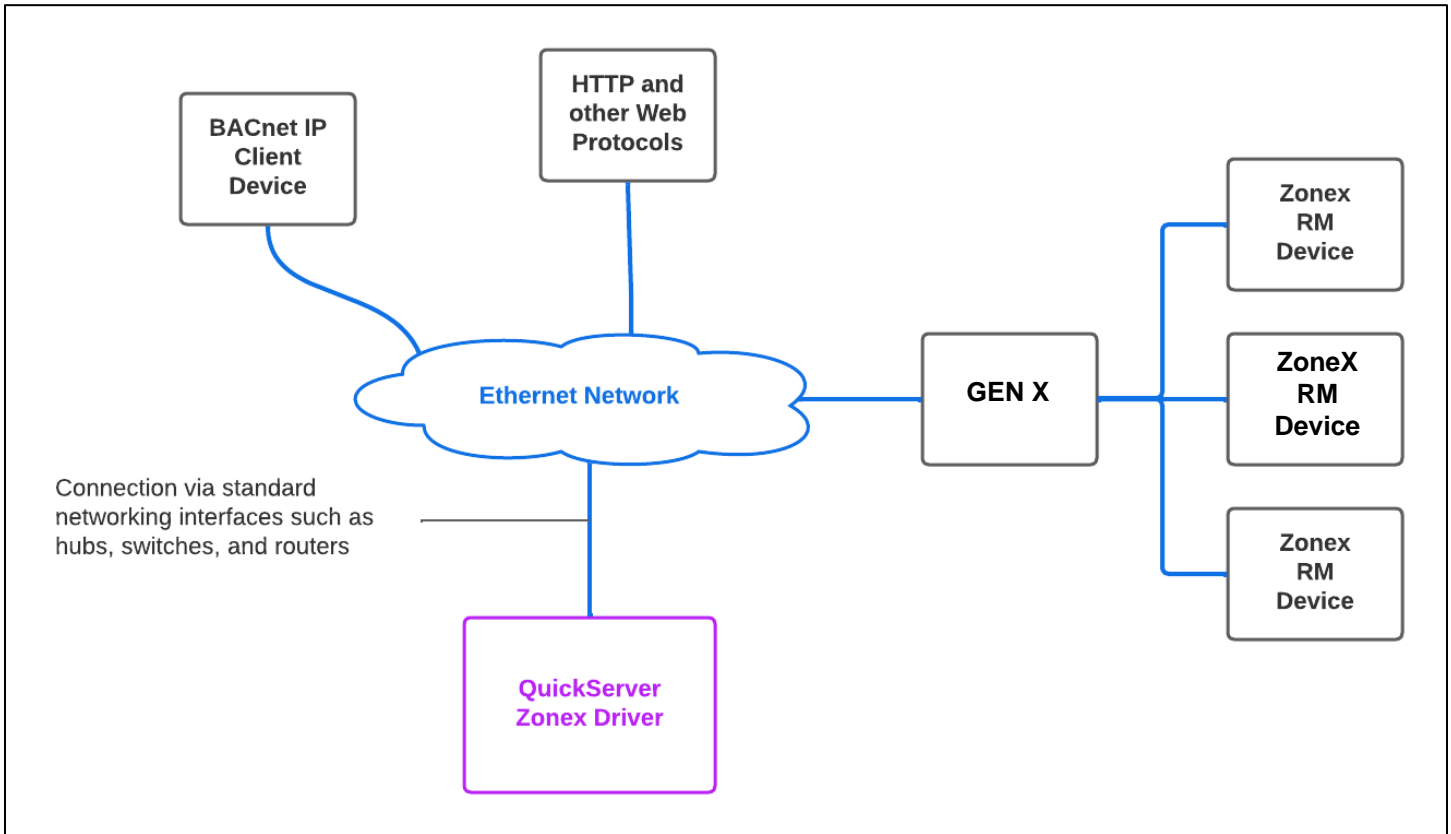 BACnet IP
Client
Device
HTTP and
other Web
Protocols
Zonex
RM
Device
Ethernet Network
GEN X
ZoneX
RM
Device
Connection via standard
networking interfaces such as
hubs, switches, and routers
Zonex
RM
Device
QuickServer
Zonex Driver